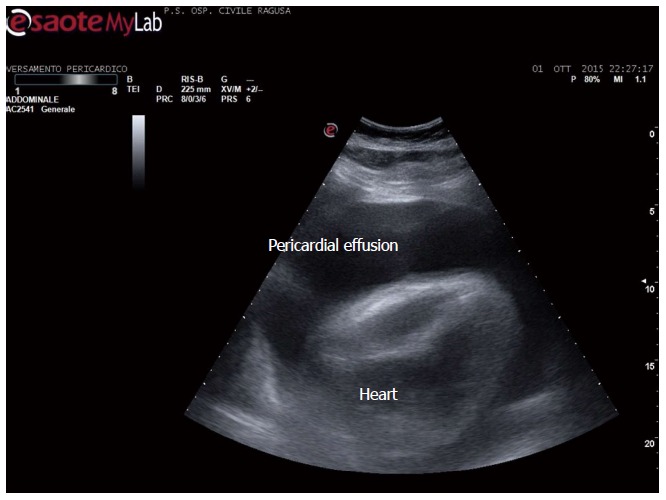 esaote MyLab
P.S. OSP. CIVILE RAGUSA
VERSAMENTO PERICARDICO
01 OTT 2015 22:27:17
B RIS-B G ---
P 80% MI 1.1
TEI D 225 mm XV/M +2/--
1 8 PRC 8/0/3/6 PRS 6
ADDOMINALE
AC2541 Generale
e
0
5
Pericardial effusion
10
15
Heart
20